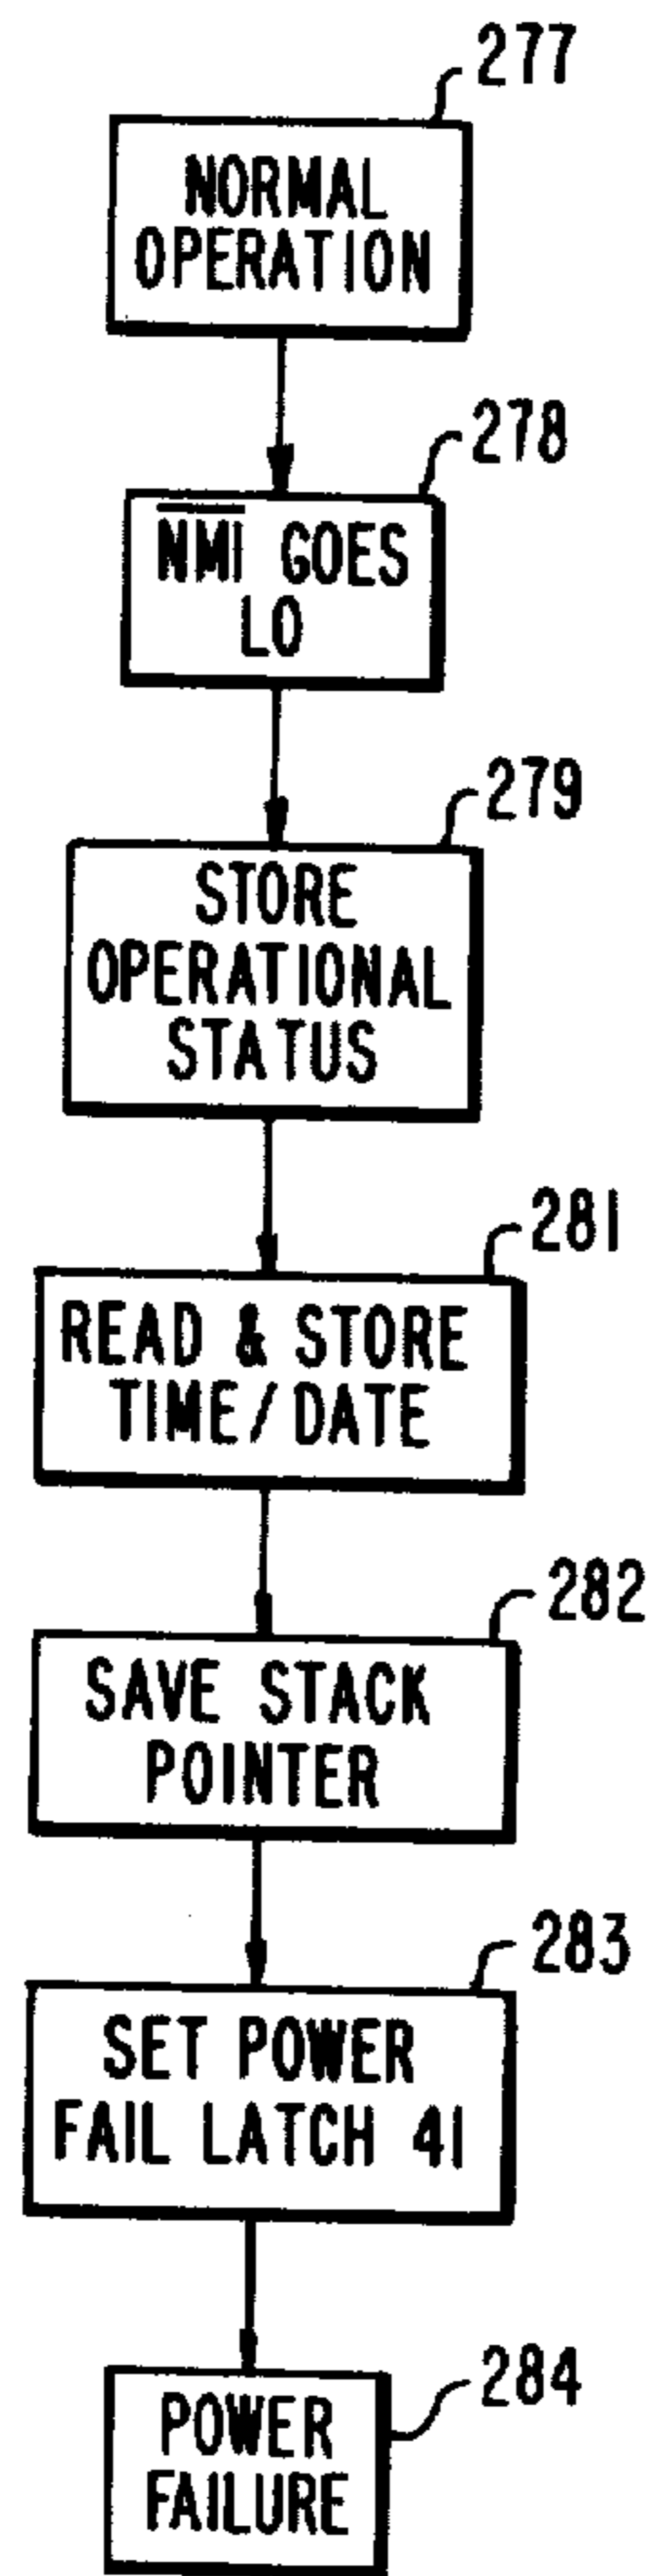 277
NORMAL
OPERATION
278
N̅M̅I̅ GOES
LO
279
STORE
OPERATIONAL
STATUS
281
READ & STORE
TIME/DATE
282
SAVE STACK
POINTER
283
SET POWER
FAIL LATCH 41
284
POWER
FAILURE